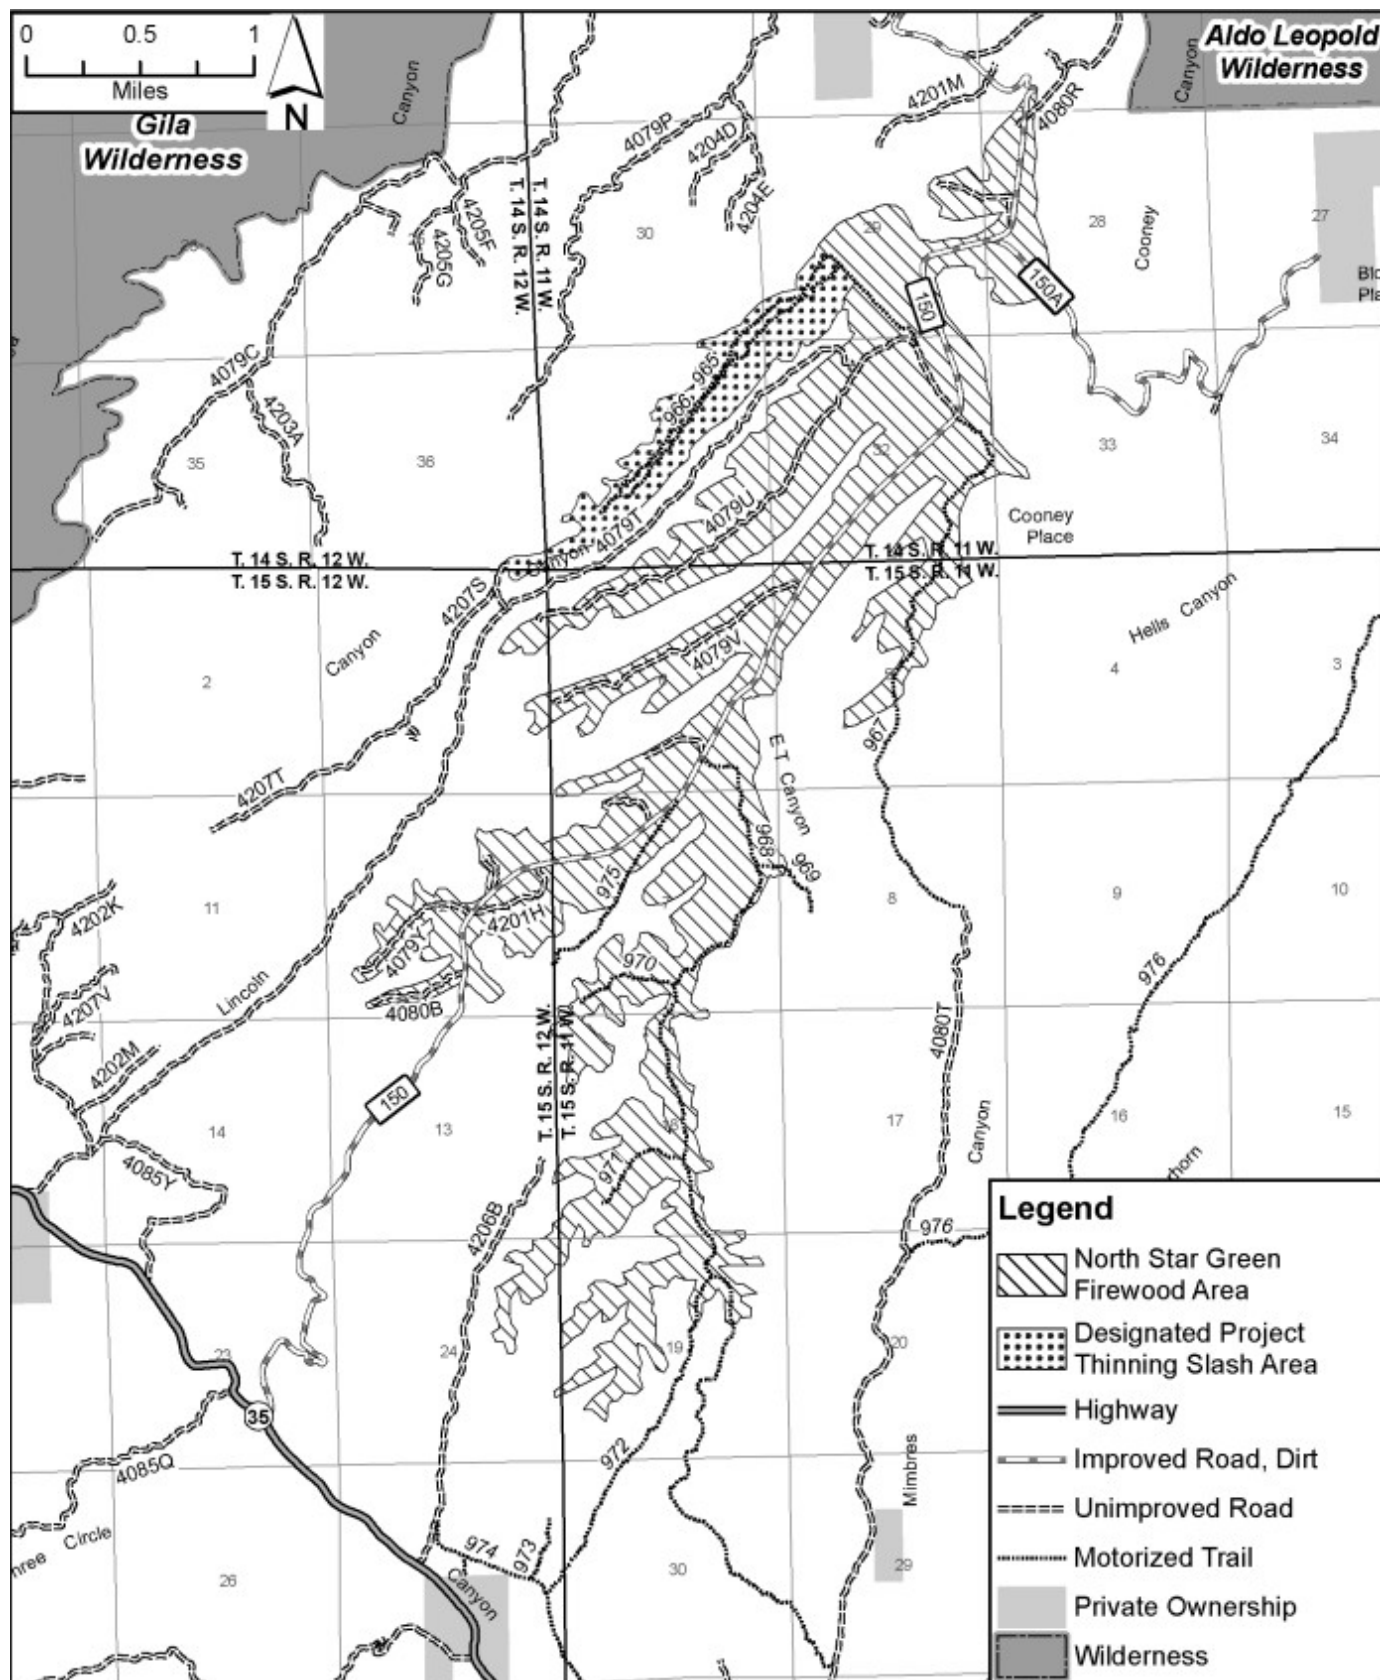 0 0.5 1
Miles
N
Gila
Wilderness
Aldo Leopold
Wilderness
Canyon
Canyon
4201M
4080R
4079P
4204D
4204E
4205F
4205G
T. 14 S. R. 12 W.
T. 14 S. R. 11 W.
30
29
28
27
Cooney
150
150A
4079C
4203A
965
966
35
36
32
33
34
4079T
4079U
Canyon
Cooney
Place
T. 14 S. R. 12 W.
T. 15 S. R. 12 W.
T. 14 S. R. 11 W.
T. 15 S. R. 11 W.
4207S
Canyon
Hells Canyon
2
4079V
4
3
967
E T Canyon
4207T
968
969
975
11
8
9
10
4202K
4201H
4079Y
4080B
970
976
Lincoln
4207V
4202M
4080T
T. 15 S. R. 12 W.
T. 15 S. R. 11 W.
150
14
13
18
17
16
15
Canyon
4085Y
971
4206B
976
23
24
19
20
35
4085Q
972
Mimbres
Circle
974
973
Canyon
26
30
29
Legend
North Star Green
Firewood Area
Designated Project
Thinning Slash Area
Highway
Improved Road, Dirt
Unimproved Road
Motorized Trail
Private Ownership
Wilderness